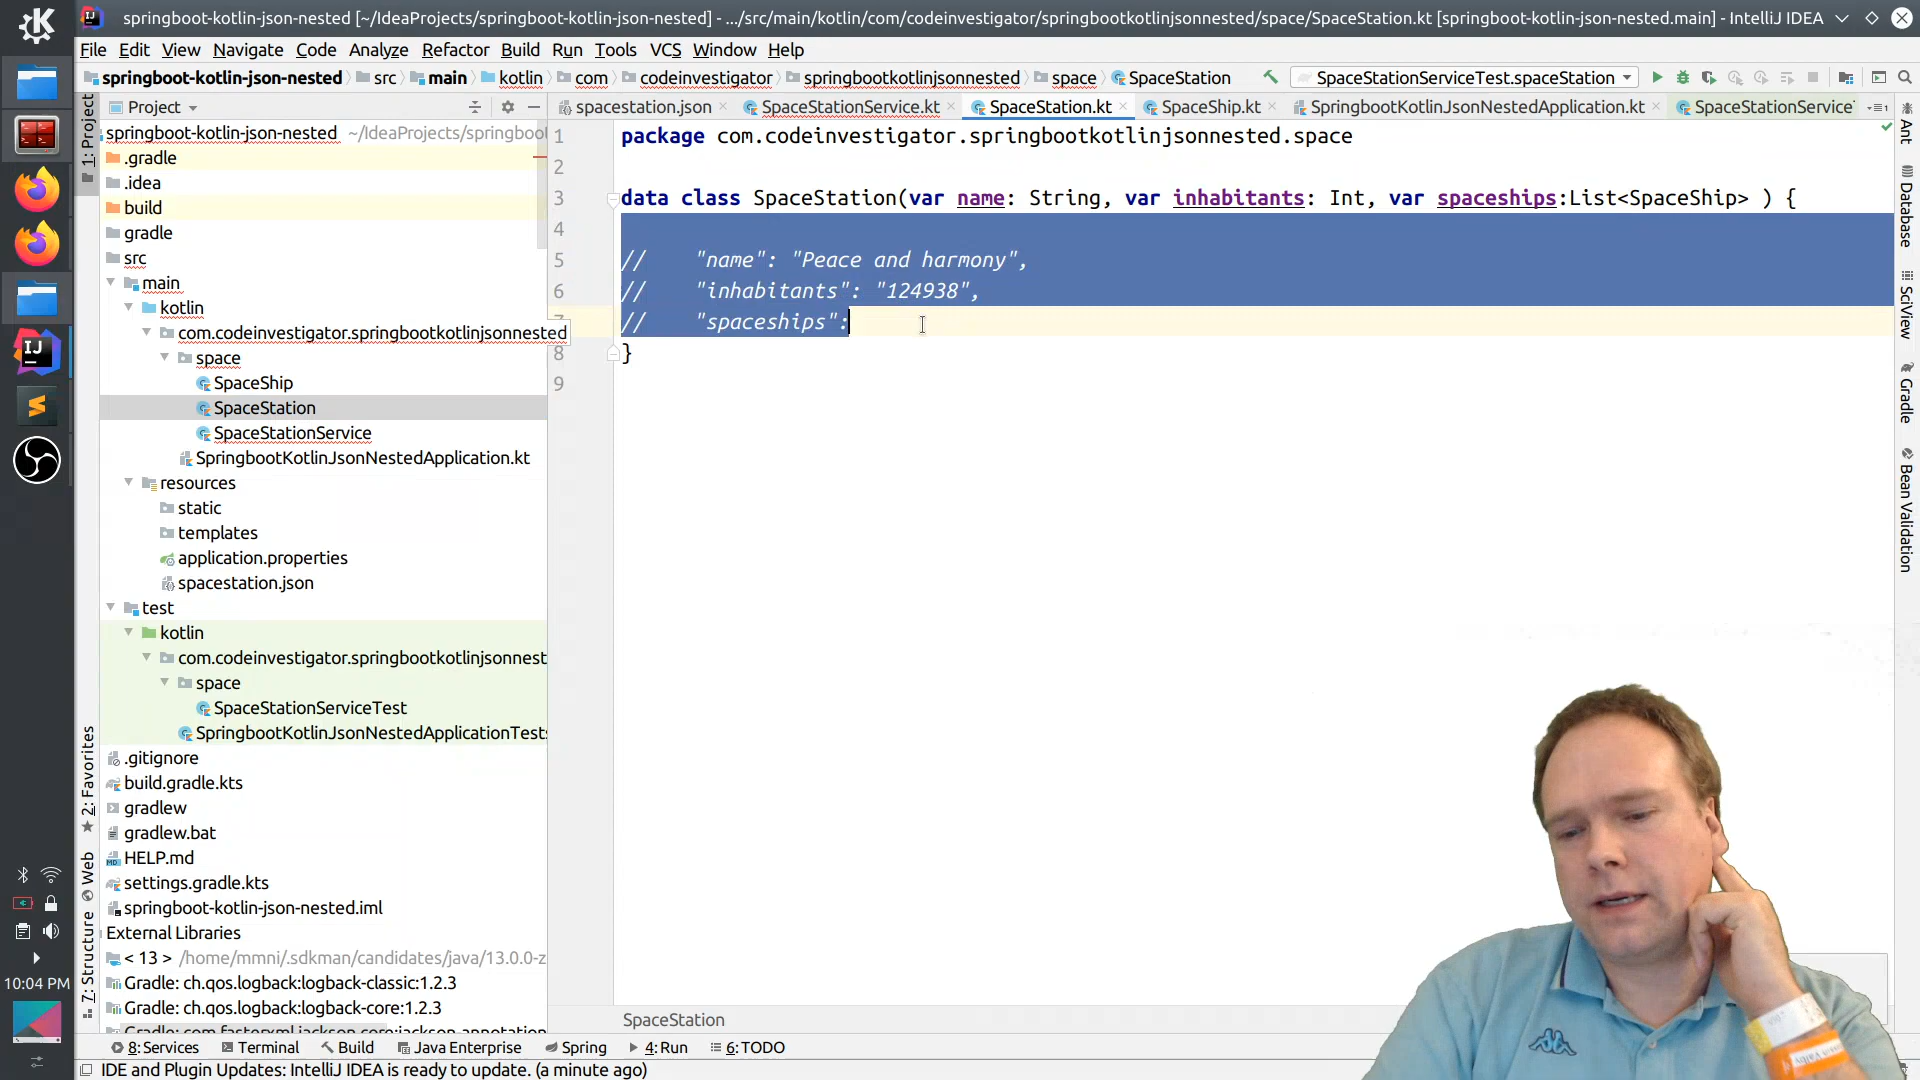 springboot-kotlin-json-nested [~/IdeaProjects/springboot-kotlin-json-nested] - .../src/main/kotlin/com/codeinvestigator/springbootkotlinjsonnested/space/SpaceStation.kt [springboot-kotlin-json-nested.main] - IntelliJ IDEA
File Edit View Navigate Code Analyze Refactor Build Run Tools VCS Window Help
springboot-kotlin-json-nested src main kotlin com codeinvestigator springbootkotlinjsonnested space SpaceStation SpaceStationServiceTest.spaceStation
Project
spacestation.json SpaceStationService.kt SpaceStation.kt SpaceShip.kt SpringbootKotlinJsonNestedApplication.kt SpaceStationService
1: Project
springboot-kotlin-json-nested ~/IdeaProjects/springboo
.gradle
.idea
build
gradle
src
main
kotlin
com.codeinvestigator.springbootkotlinjsonnested
space
SpaceShip
SpaceStation
SpaceStationService
SpringbootKotlinJsonNestedApplication.kt
resources
static
templates
application.properties
spacestation.json
test
kotlin
com.codeinvestigator.springbootkotlinjsonnest
space
SpaceStationServiceTest
SpringbootKotlinJsonNestedApplicationTests
.gitignore
build.gradle.kts
gradlew
gradlew.bat
HELP.md
settings.gradle.kts
springboot-kotlin-json-nested.iml
External Libraries
< 13 > /home/mmni/.sdkman/candidates/java/13.0.0-z
Gradle: ch.qos.logback:logback-classic:1.2.3
Gradle: ch.qos.logback:logback-core:1.2.3
Gradle: com.fasterxml.jackson.core:jackson-annotation
1 package com.codeinvestigator.springbootkotlinjsonnested.space
2
3 data class SpaceStation(var name: String, var inhabitants: Int, var spaceships:List<SpaceShip> ) {
4
5 // "name": "Peace and harmony",
6 // "inhabitants": "124938",
7 // "spaceships":
8 }
9
SpaceStation
Ant
Database
SciView
Gradle
Bean Validation
2: Favorites
Web
7: Structure
10:04 PM
8: Services Terminal Build Java Enterprise Spring 4: Run 6: TODO
IDE and Plugin Updates: IntelliJ IDEA is ready to update. (a minute ago)